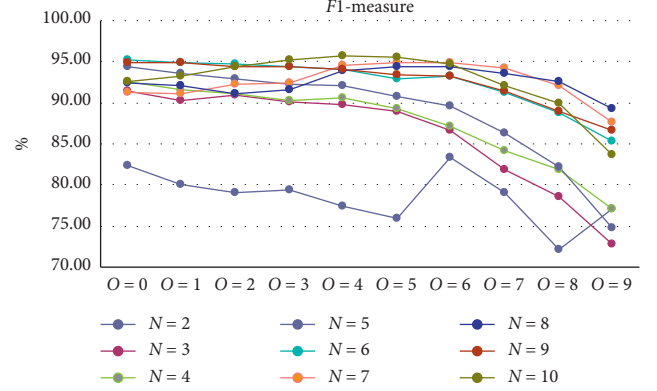 F1-measure
100.00
95.00
90.00
85.00
80.00
75.00
70.00
%
O = 0 O = 1 O = 2 O = 3 O = 4 O = 5 O = 6 O = 7 O = 8 O = 9
N = 2 N = 5 N = 8
N = 3 N = 6 N = 9
N = 4 N = 7 N = 10